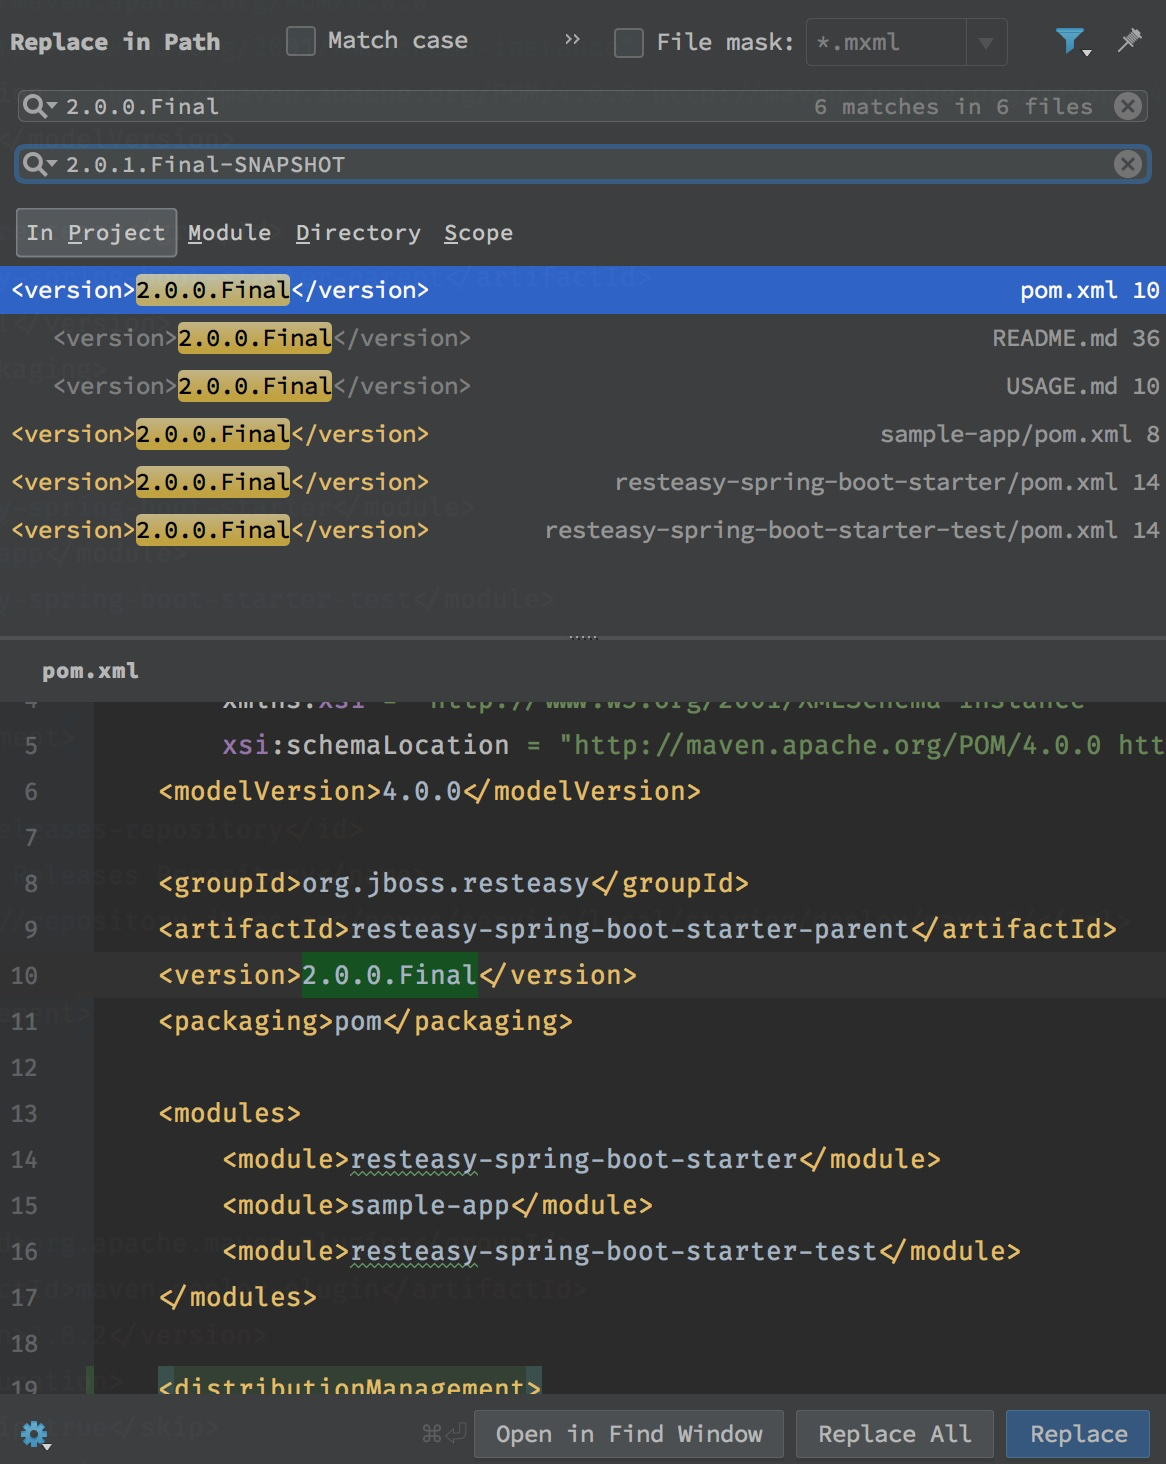 Replace in Path Match case » File mask: *.mxml
2.0.0.Final 6 matches in 6 files
2.0.1.Final-SNAPSHOT
In Project Module Directory Scope
<version>2.0.0.Final</version> pom.xml 10
<version>2.0.0.Final</version> README.md 36
<version>2.0.0.Final</version> USAGE.md 10
<version>2.0.0.Final</version> sample-app/pom.xml 8
<version>2.0.0.Final</version> resteasy-spring-boot-starter/pom.xml 14
<version>2.0.0.Final</version> resteasy-spring-boot-starter-test/pom.xml 14
pom.xml
4 xmlns:xsi = "http://www.w3.org/2001/XMLSchema-instance"
5 xsi:schemaLocation = "http://maven.apache.org/POM/4.0.0 htt
6 <modelVersion>4.0.0</modelVersion>
7
8 <groupId>org.jboss.resteasy</groupId>
9 <artifactId>resteasy-spring-boot-starter-parent</artifactId>
10 <version>2.0.0.Final</version>
11 <packaging>pom</packaging>
12
13 <modules>
14 <module>resteasy-spring-boot-starter</module>
15 <module>sample-app</module>
16 <module>resteasy-spring-boot-starter-test</module>
17 </modules>
18
19 <distributionManagement>
⌘⏎ Open in Find Window Replace All Replace